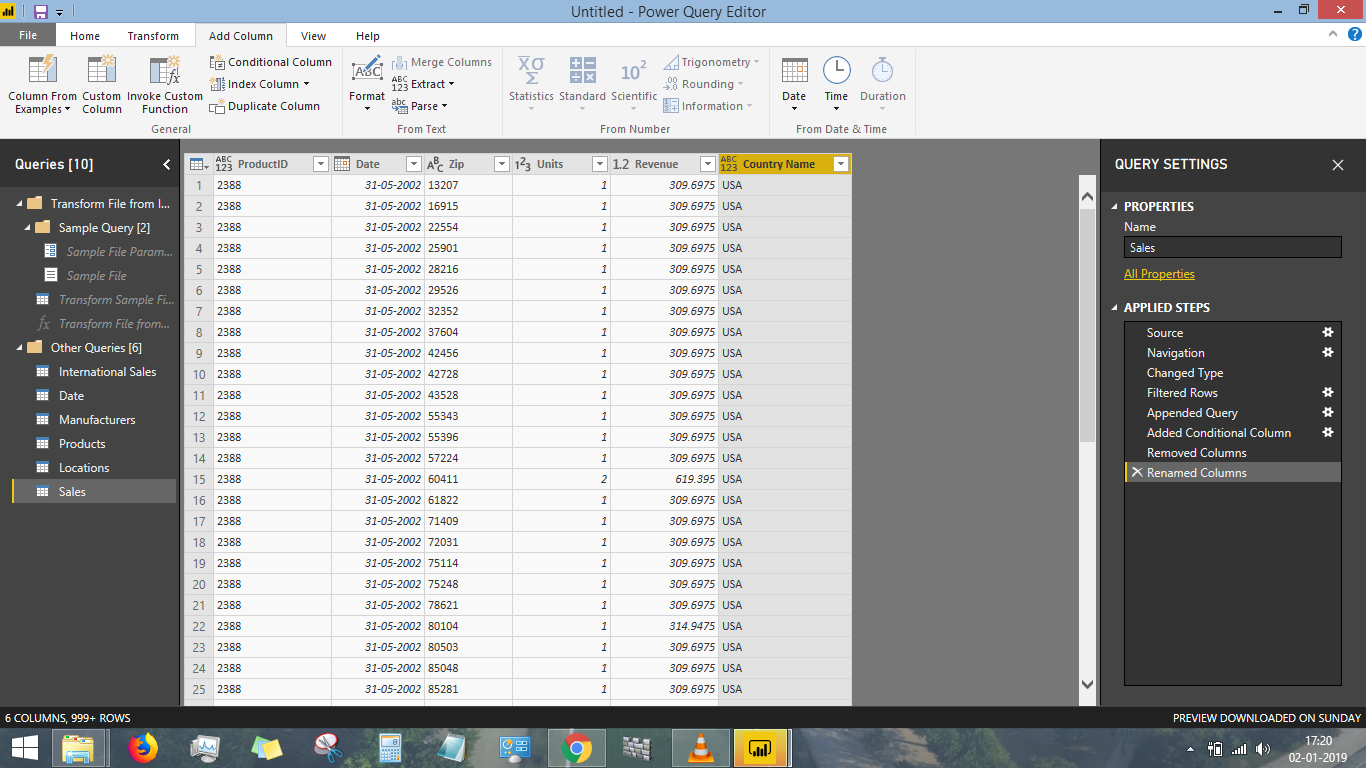 Untitled - Power Query Editor
File Home Transform Add Column View Help
Column From Examples
Custom Column
Invoke Custom Function
Conditional Column
Index Column
Duplicate Column
General
Format
Merge Columns
Extract
Parse
From Text
Statistics
Standard
Scientific
Trigonometry
Rounding
Information
From Number
Date
Time
Duration
From Date & Time
Queries [10]
Transform File from I...
Sample Query [2]
Sample File Param...
Sample File
Transform Sample Fi...
Transform File from...
Other Queries [6]
International Sales
Date
Manufacturers
Products
Locations
Sales
ABC 123 ProductID Date ABC Zip 123 Units 1.2 Revenue ABC 123 Country Name
1 2388 31-05-2002 13207 1 309.6975 USA
2 2388 31-05-2002 16915 1 309.6975 USA
3 2388 31-05-2002 22554 1 309.6975 USA
4 2388 31-05-2002 25901 1 309.6975 USA
5 2388 31-05-2002 28216 1 309.6975 USA
6 2388 31-05-2002 29526 1 309.6975 USA
7 2388 31-05-2002 32352 1 309.6975 USA
8 2388 31-05-2002 37604 1 309.6975 USA
9 2388 31-05-2002 42456 1 309.6975 USA
10 2388 31-05-2002 42728 1 309.6975 USA
11 2388 31-05-2002 43528 1 309.6975 USA
12 2388 31-05-2002 55343 1 309.6975 USA
13 2388 31-05-2002 55396 1 309.6975 USA
14 2388 31-05-2002 57224 1 309.6975 USA
15 2388 31-05-2002 60411 2 619.395 USA
16 2388 31-05-2002 61822 1 309.6975 USA
17 2388 31-05-2002 71409 1 309.6975 USA
18 2388 31-05-2002 72031 1 309.6975 USA
19 2388 31-05-2002 75114 1 309.6975 USA
20 2388 31-05-2002 75248 1 309.6975 USA
21 2388 31-05-2002 78621 1 309.6975 USA
22 2388 31-05-2002 80104 1 314.9475 USA
23 2388 31-05-2002 80503 1 309.6975 USA
24 2388 31-05-2002 85048 1 309.6975 USA
25 2388 31-05-2002 85281 1 309.6975 USA
QUERY SETTINGS
PROPERTIES
Name
Sales
All Properties
APPLIED STEPS
Source
Navigation
Changed Type
Filtered Rows
Appended Query
Added Conditional Column
Removed Columns
Renamed Columns
6 COLUMNS, 999+ ROWS PREVIEW DOWNLOADED ON SUNDAY
17:20
02-01-2019